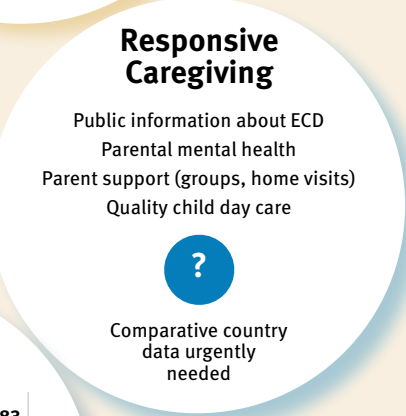 Responsive
Caregiving
Public information about ECD
Parental mental health
Parent support (groups, home visits)
Quality child day care
?
Comparative country
data urgently
needed